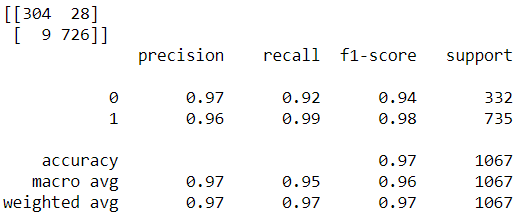 [[304 28]
[ 9 726]]
precision recall f1-score support
0 0.97 0.92 0.94 332
1 0.96 0.99 0.98 735
accuracy 0.97 1067
macro avg 0.97 0.95 0.96 1067
weighted avg 0.97 0.97 0.97 1067